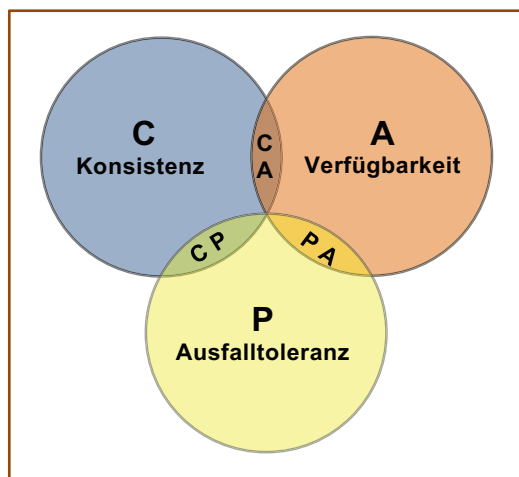 C
Konsistenz
A
Verfügbarkeit
C
A
C P
P A
P
Ausfalltoleranz